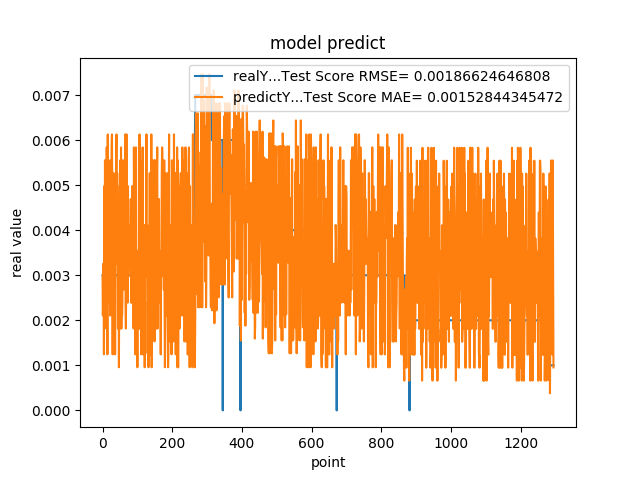 model predict
realY...Test Score RMSE= 0.00186624646808
predictY...Test Score MAE= 0.00152844345472
0.007
0.006
0.005
0.004
0.003
0.002
0.001
0.000
real value
0 200 400 600 800 1000 1200
point